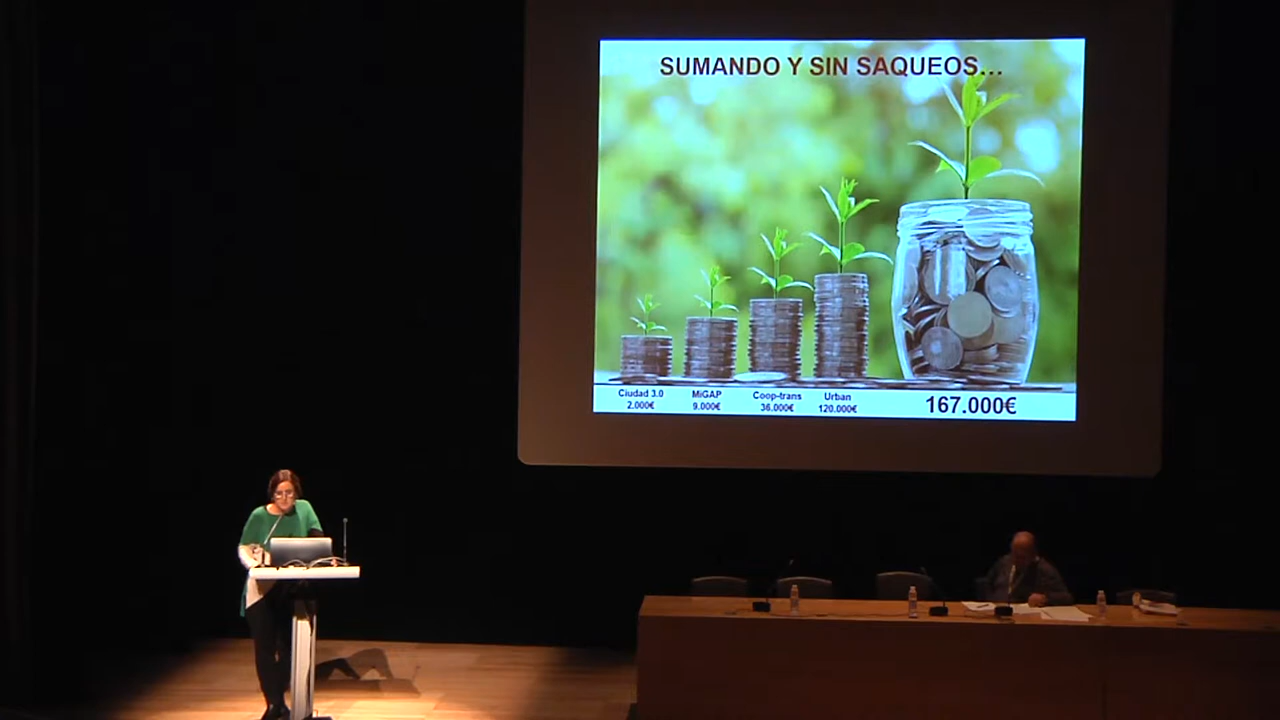 SUMANDO Y SIN SAQUEOS...
Ciudad 3.0 MiGAP Coop-trans Urban
2.000€ 9.000€ 36.000€ 120.000€ 167.000€